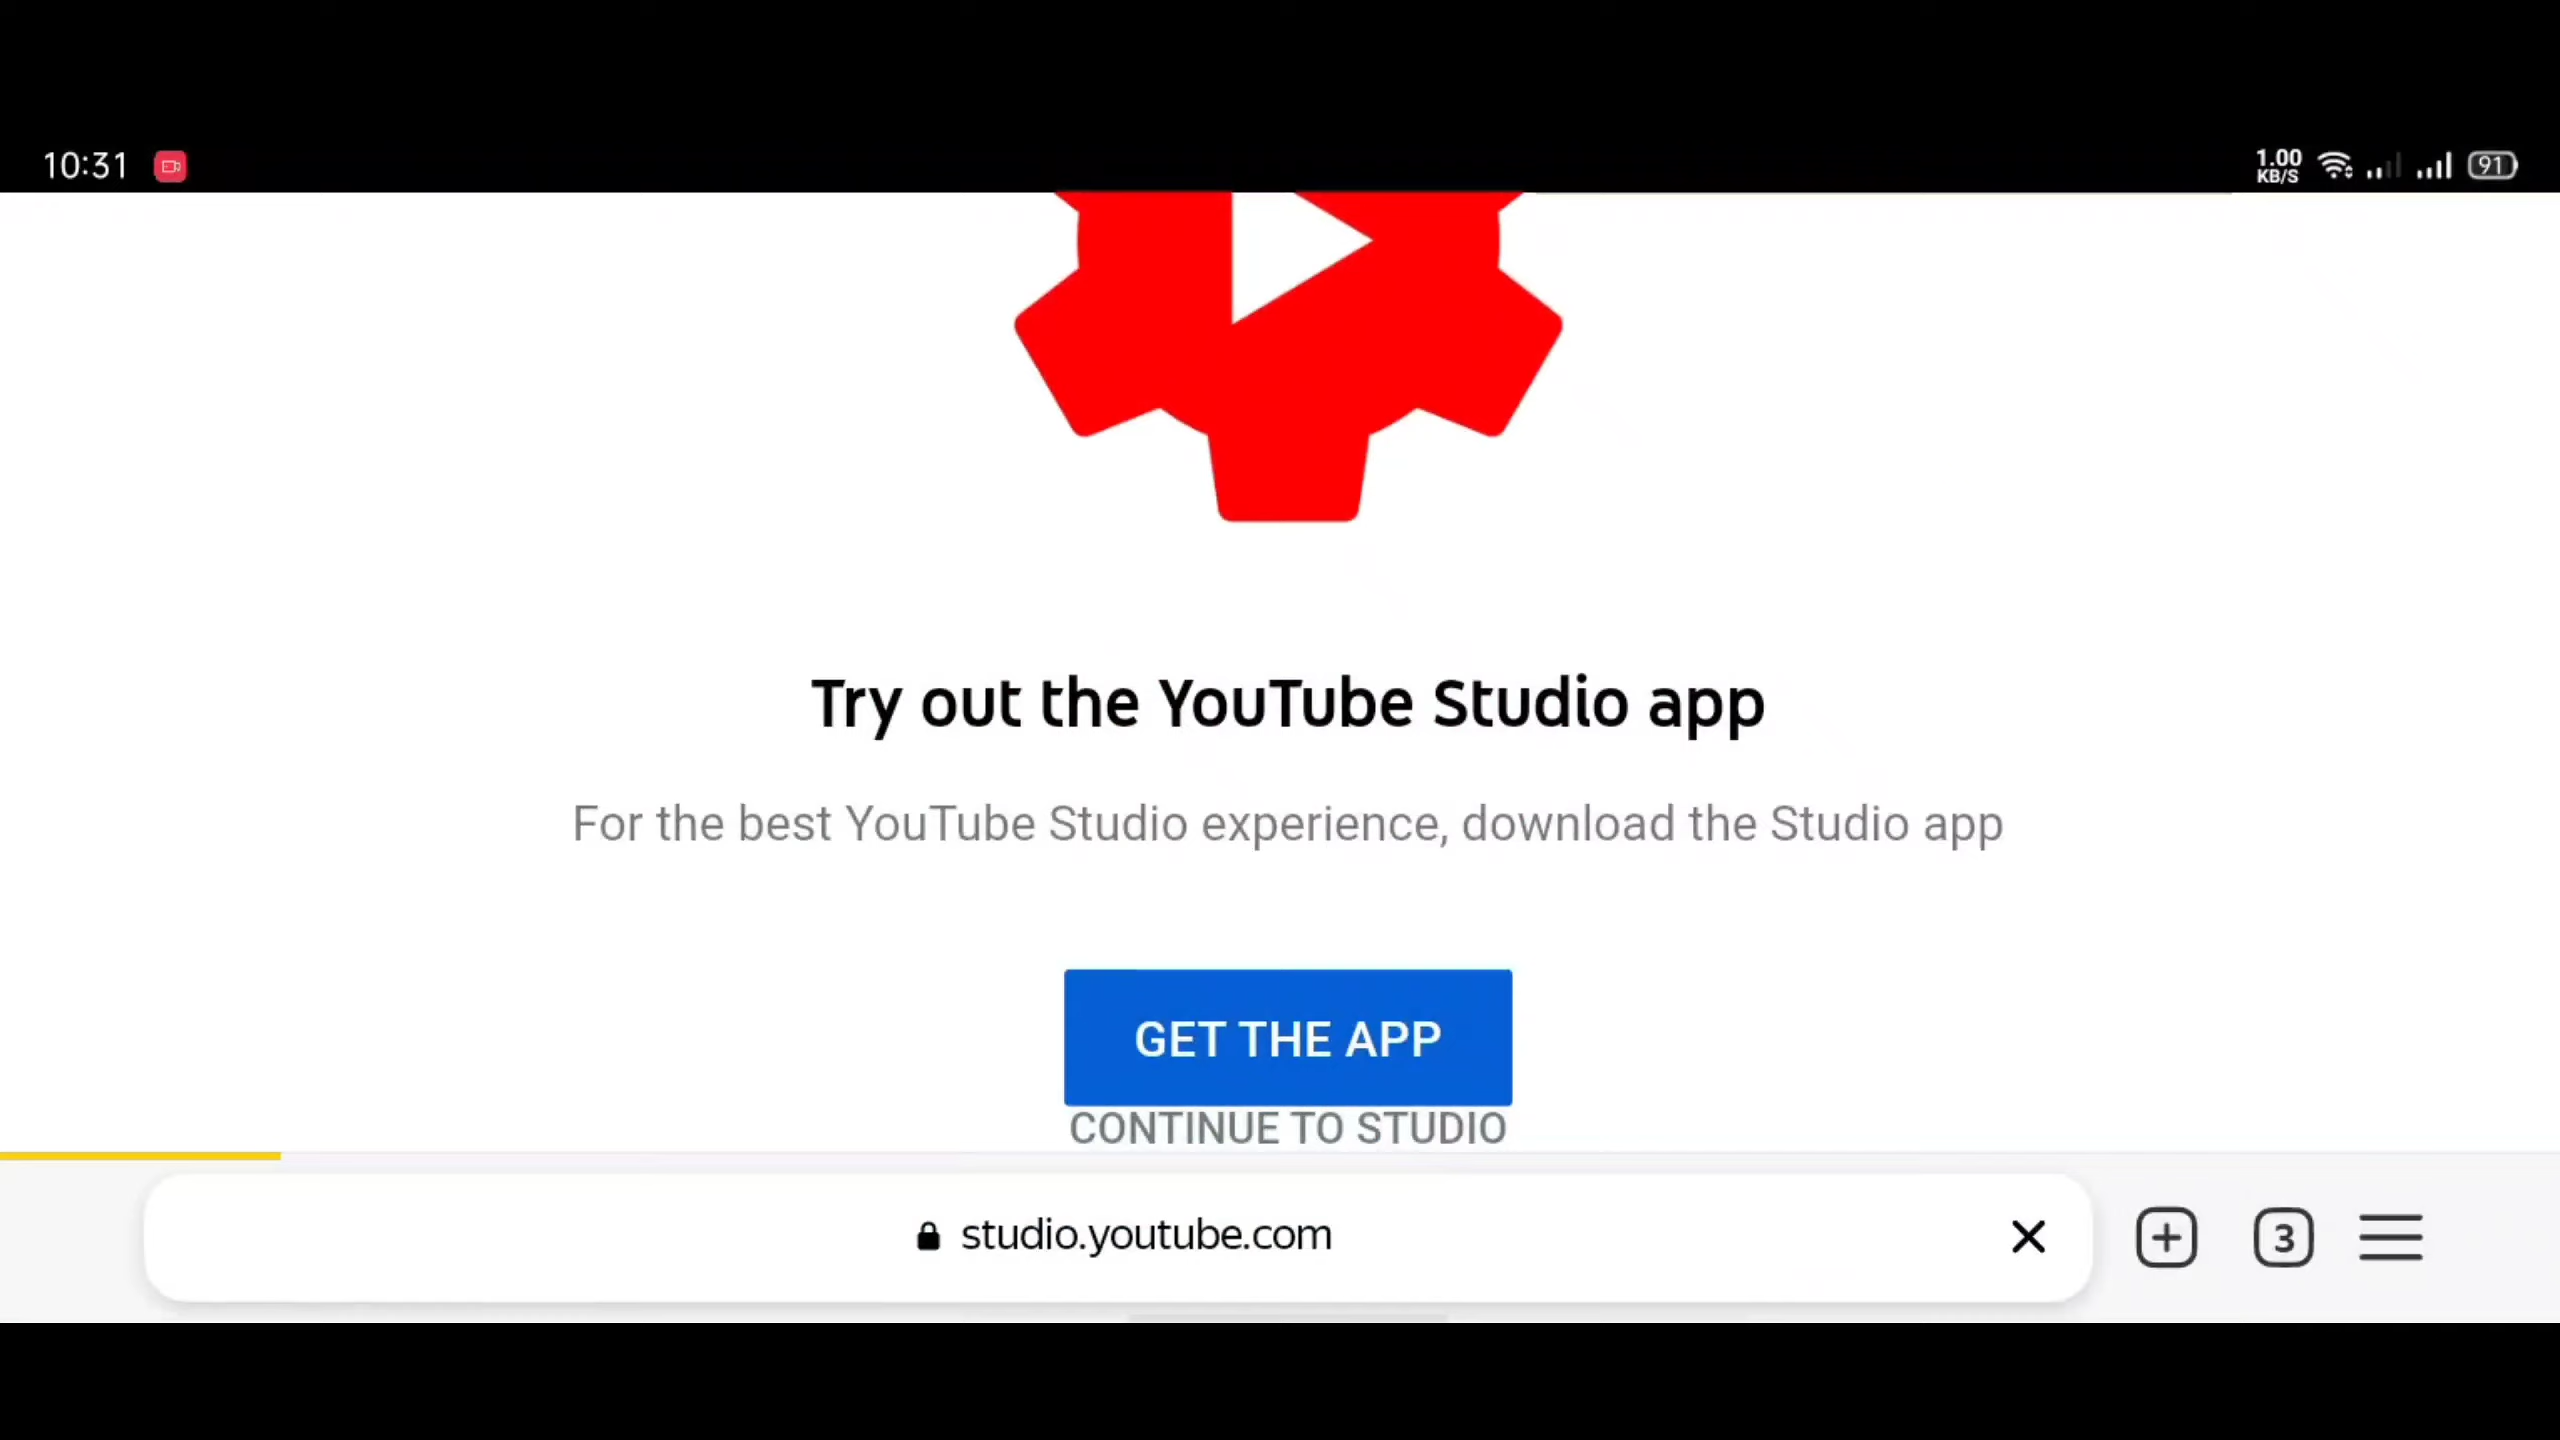 10:31
1.00
KB/S
91
Try out the YouTube Studio app
For the best YouTube Studio experience, download the Studio app
GET THE APP
CONTINUE TO STUDIO
studio.youtube.com
3